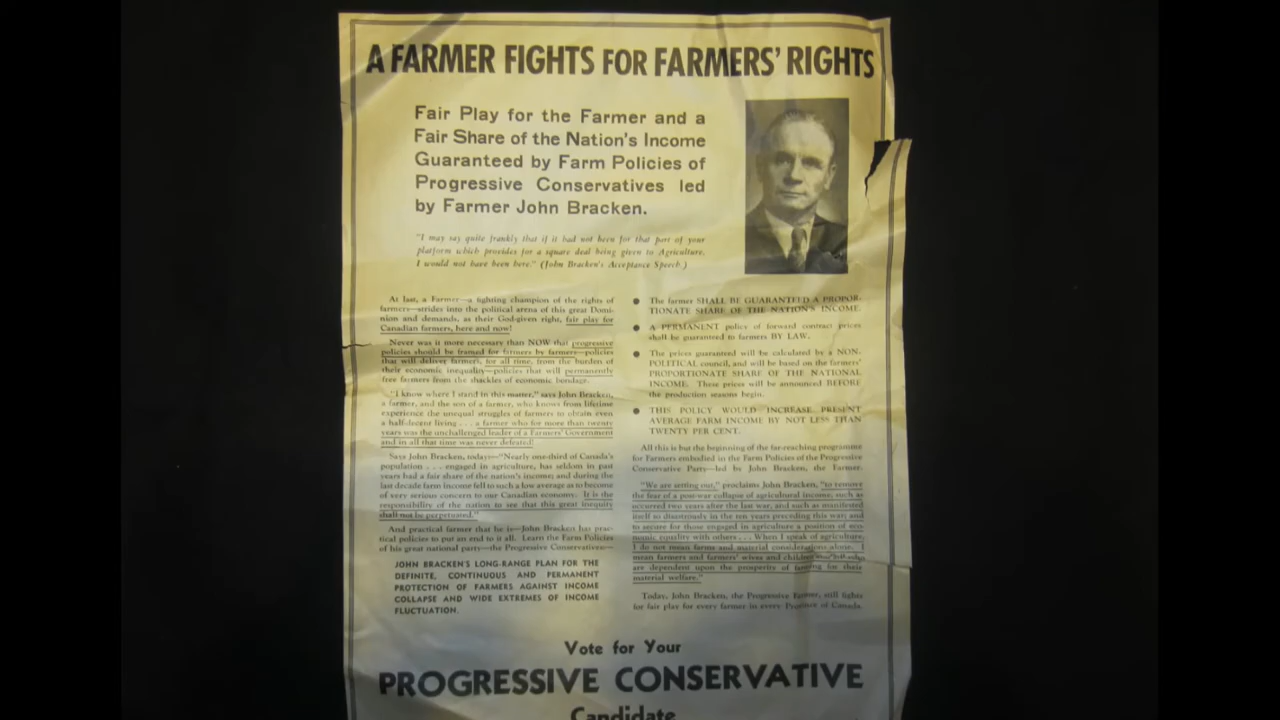 A FARMER FIGHTS FOR FARMERS' RIGHTS
Fair Play for the Farmer and a
Fair Share of the Nation's Income
Guaranteed by Farm Policies of
Progressive Conservatives led
by Farmer John Bracken.
"I may say quite frankly that if it had not been for that part of your
platform which provides for a square deal being given to Agriculture,
I would not have been here." (John Bracken's Acceptance Speech.)
At last, a Farmer—a fighting champion of the rights of
farmers—strides into the political arena of this great Domi-
nion and demands, as their God-given right, fair play for
Canadian farmers, here and now!
Never was it more necessary than NOW that progressive
policies should be framed for farmers by farmers—policies
that will deliver farmers, for all time, from the burden of
their economic inequality—policies that will permanently
free farmers from the shackles of economic bondage.
"I know where I stand in this matter," says John Bracken,
a farmer, and the son of a farmer, who knows from lifetime
experience the unequal struggles of farmers to obtain even
a half-decent living . . . a farmer who for more than twenty
years was the unchallenged leader of a Farmers' Government
and in all that time was never defeated!
Says John Bracken, today—"Nearly one-third of Canada's
population . . . engaged in agriculture, has seldom in past
years had a fair share of the nation's income; and during the
last decade farm income fell to such a low average as to become
of very serious concern to our Canadian economy. It is the
responsibility of the nation to see that this great inequity
shall not be perpetuated."
And practical farmer that he is—John Bracken has prac-
tical policies to put an end to it all. Learn the Farm Policies
of his great national party—the Progressive Conservatives—
JOHN BRACKEN'S LONG-RANGE PLAN FOR THE
DEFINITE, CONTINUOUS AND PERMANENT
PROTECTION OF FARMERS AGAINST INCOME
COLLAPSE AND WIDE EXTREMES OF INCOME
FLUCTUATION.
● The farmer SHALL BE GUARANTEED A PROPOR-
TIONATE SHARE OF THE NATION'S INCOME.
● A PERMANENT policy of forward contract prices
shall be guaranteed to farmers BY LAW.
● The prices guaranteed will be calculated by a NON-
POLITICAL council, and will be based on the farmers'
PROPORTIONATE SHARE OF THE NATIONAL
INCOME. These prices will be announced BEFORE
the production seasons begin.
● THIS POLICY WOULD INCREASE PRESENT
AVERAGE FARM INCOME BY NOT LESS THAN
TWENTY PER CENT.
All this is but the beginning of the far-reaching programme
for Farmers embodied in the Farm Policies of the Progressive
Conservative Party—led by John Bracken, the Farmer.
"We are setting out," proclaims John Bracken, "to remove
the fear of a post-war collapse of agricultural income, such as
occurred two years after the last war, and such as manifested
itself so disastrously in the ten years preceding this war; and
to secure for those engaged in agriculture a position of eco-
nomic equality with others . . . When I speak of agriculture,
I do not mean farms and material considerations alone. I
mean farmers and farmers' wives and children who
are dependent upon the prosperity of farming for their
material welfare."
Today, John Bracken, the Progressive Farmer, still fights
for fair play for every farmer in every Province of Canada.
Vote for Your
PROGRESSIVE CONSERVATIVE
Candidate